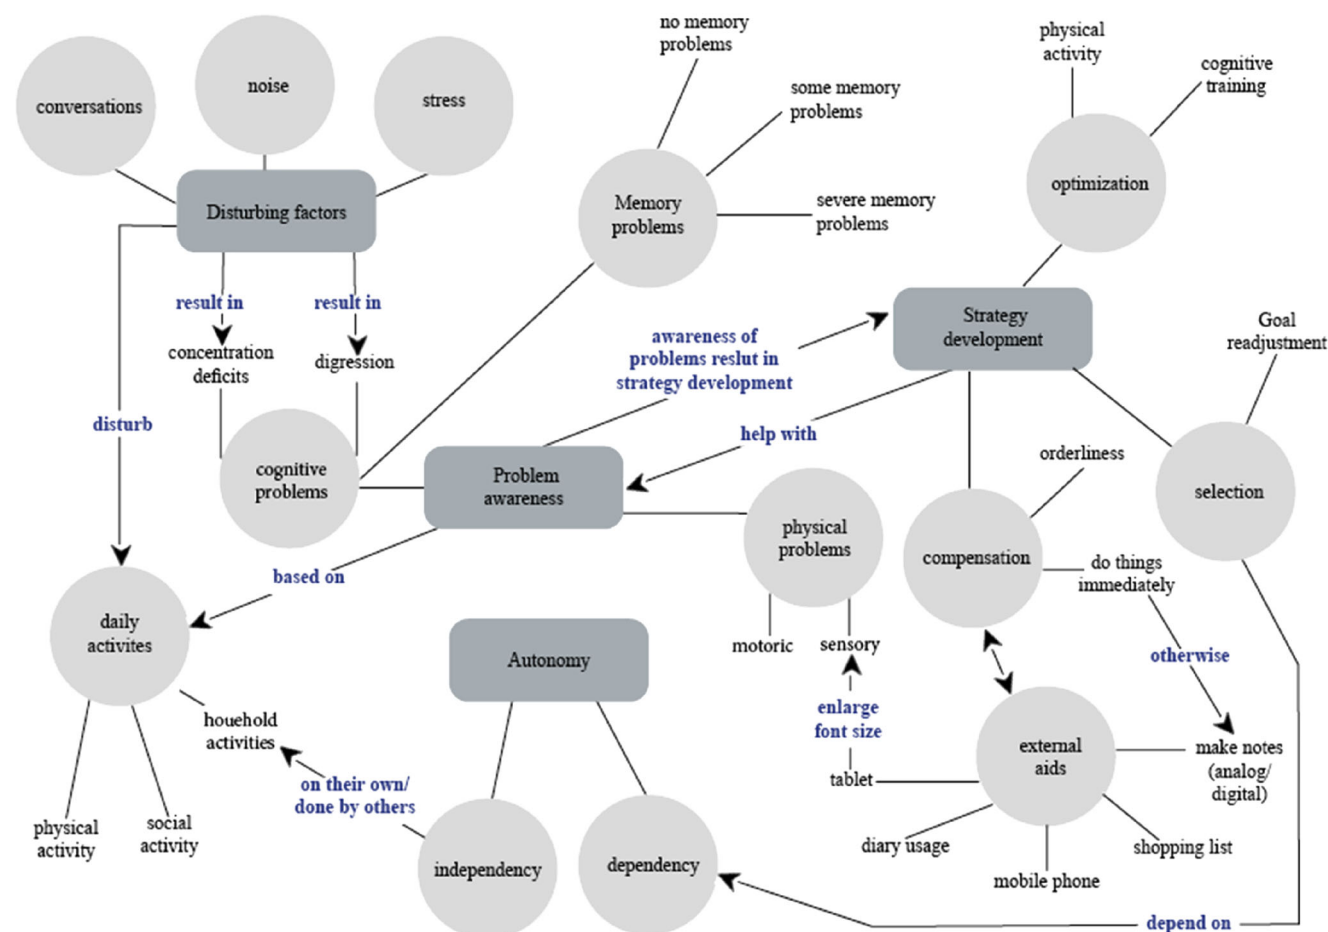 no memory
problems
physical
activity
cognitive
training
noise
stress
conversations
some memory
problems
optimization
Memory
problems
severe memory
problems
Disturbing factors
result in
result in
concentration
deficits
digression
awareness of
problems reslut in
strategy development
Strategy
development
Goal
readjustment
disturb
help with
orderliness
cognitive
problems
Problem
awareness
selection
physical
problems
compensation
do things
immediately
based on
daily
activites
motoric
sensory
otherwise
Autonomy
enlarge
font size
houehold
activities
external
aids
make notes
(analog/
digital)
tablet
on their own/
done by others
physical
activity
social
activity
diary usage
shopping list
mobile phone
independency
dependency
depend on